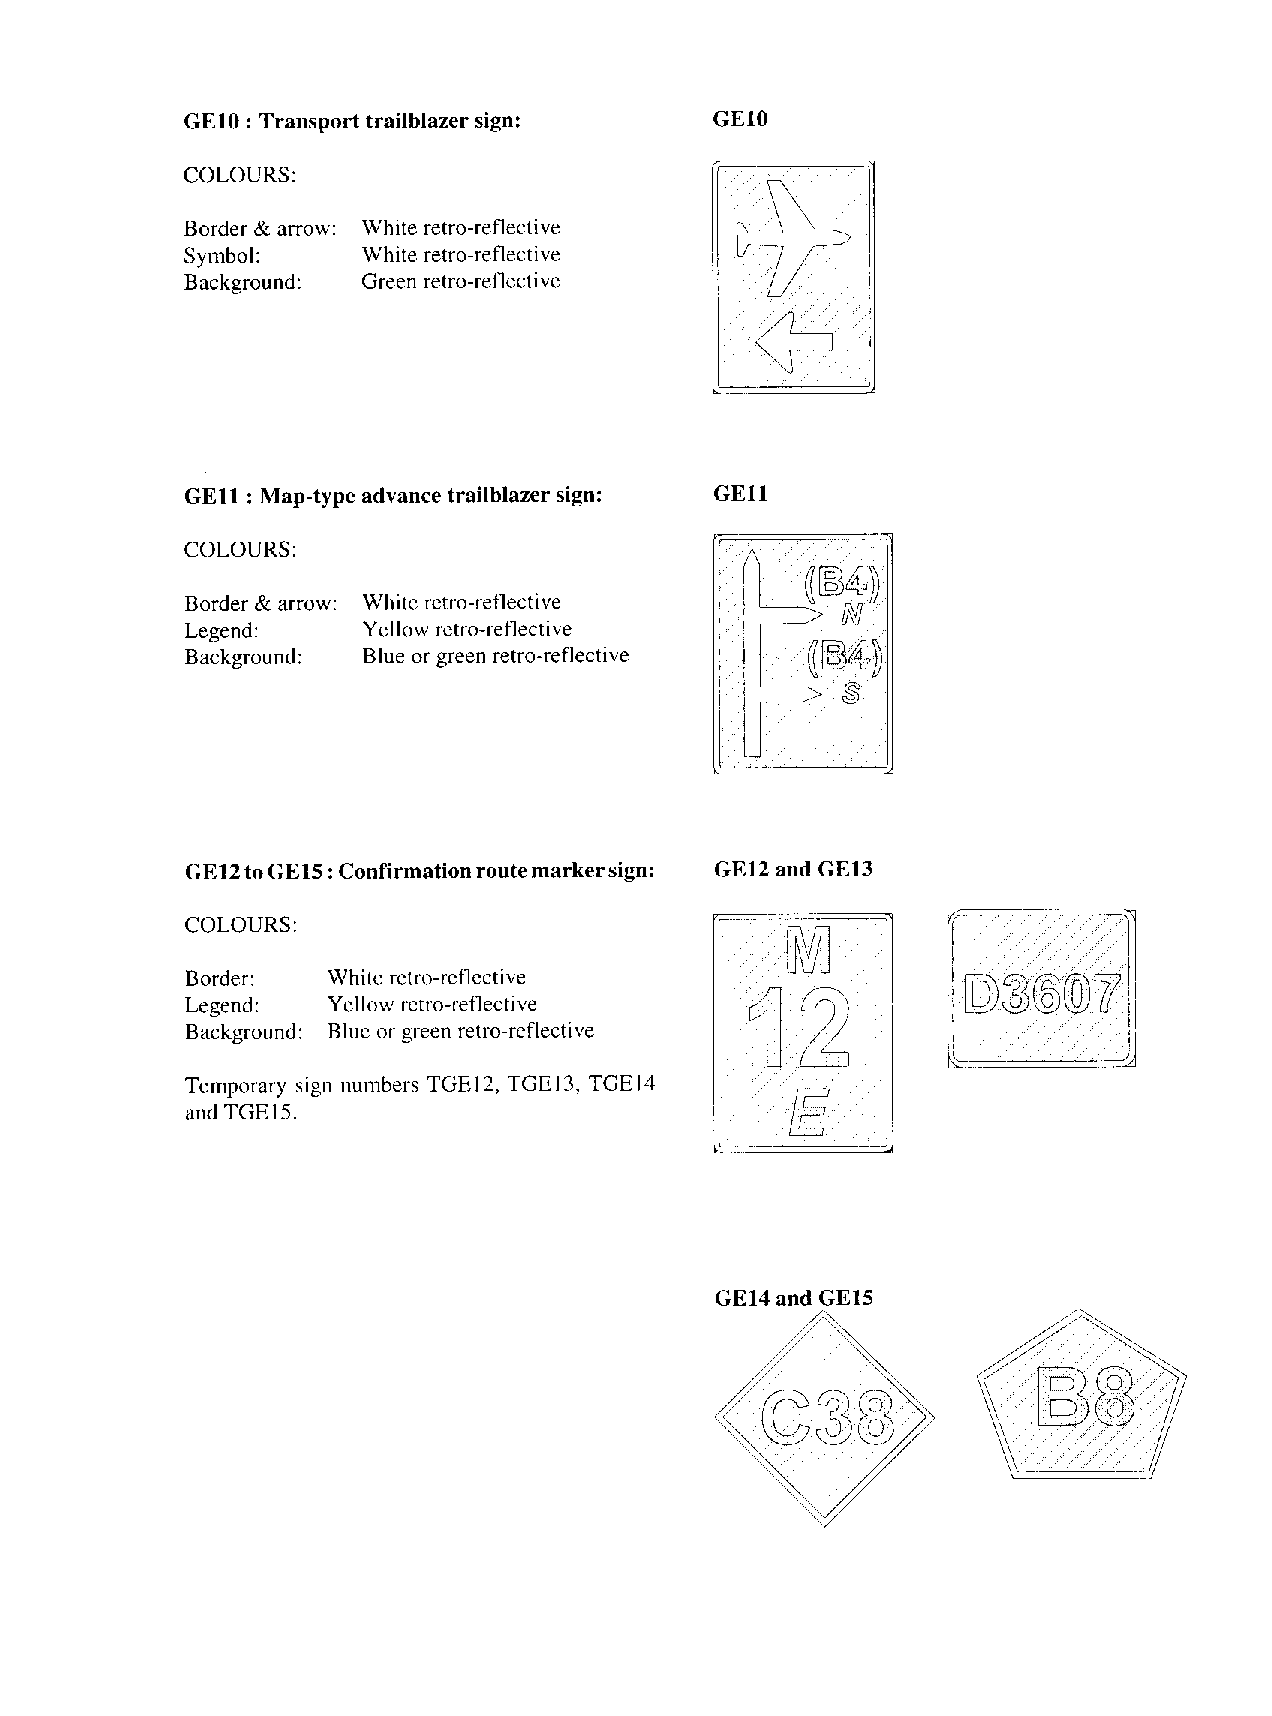 GE10 : Transport trailblazer sign:
GE10
COLOURS:
Border & arrow: White retro-reflective
Symbol: White retro-reflective
Background: Green retro-reflective
GE11 : Map-type advance trailblazer sign:
GE11
COLOURS:
Border & arrow: White retro-reflective
Legend: Yellow retro-reflective
Background: Blue or green retro-reflective
(B4)
N
(B4)
> S
GE12 to GE15 : Confirmation route marker sign:
GE12 and GE13
COLOURS:
Border: White retro-reflective
Legend: Yellow retro-reflective
Background: Blue or green retro-reflective
Temporary sign numbers TGE12, TGE13, TGE14
and TGE15.
M
12
E
D3607
GE14 and GE15
C38
B8